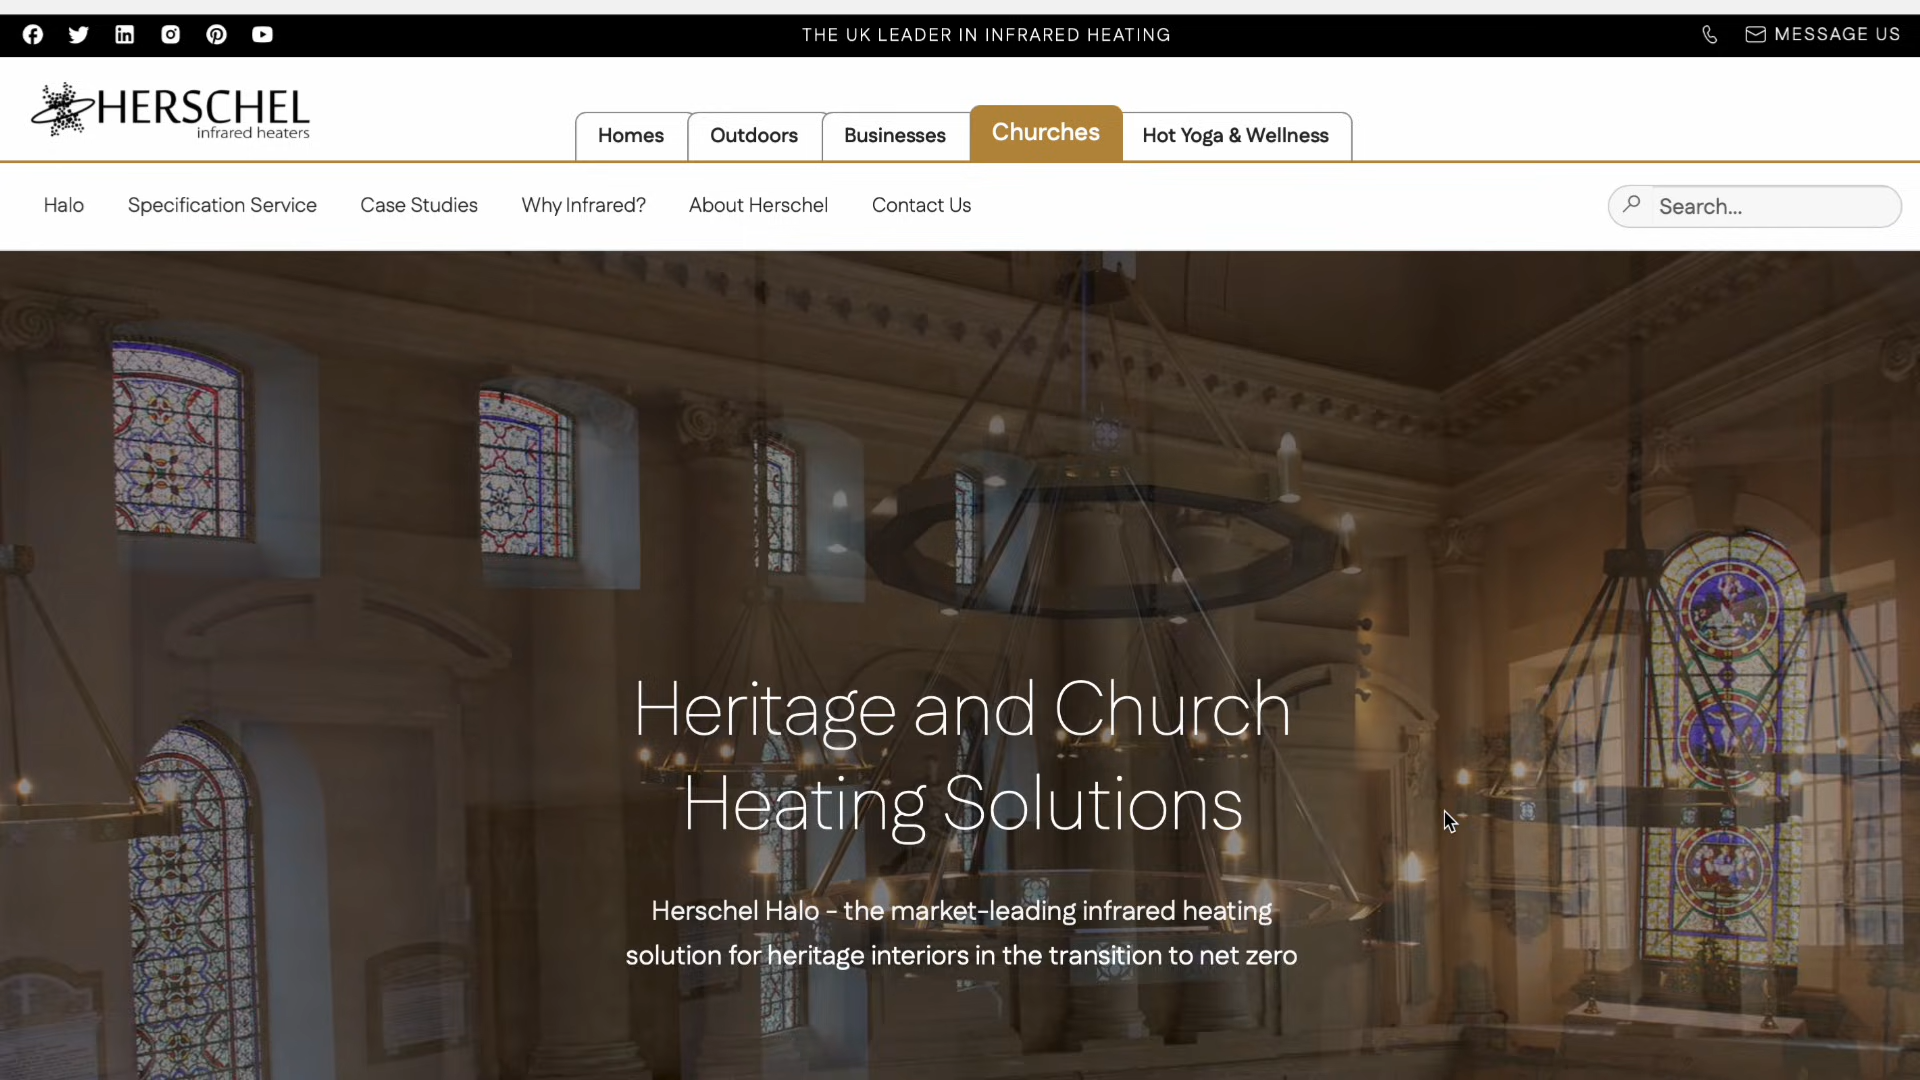 THE UK LEADER IN INFRARED HEATING
MESSAGE US
HERSCHEL
infrared heaters
Homes
Outdoors
Businesses
Churches
Hot Yoga & Wellness
Halo
Specification Service
Case Studies
Why Infrared?
About Herschel
Contact Us
Search...
Heritage and Church
Heating Solutions
Herschel Halo - the market-leading infrared heating
solution for heritage interiors in the transition to net zero